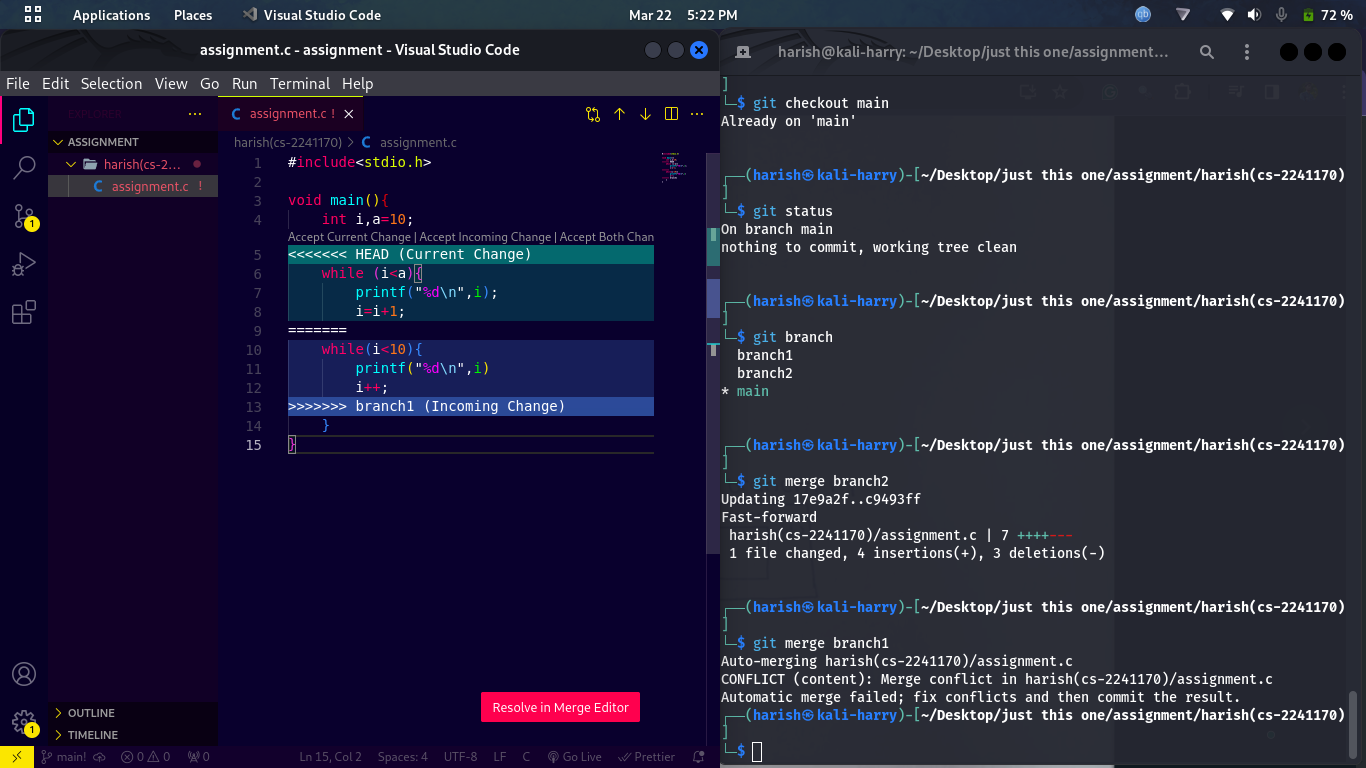 Applications Places Visual Studio Code Mar 22 5:22 PM 72 %
assignment.c - assignment - Visual Studio Code
File Edit Selection View Go Run Terminal Help
EXPLORER ...
ASSIGNMENT
harish(cs-2...
C assignment.c !
OUTLINE
TIMELINE
1
1
C assignment.c !
harish(cs-2241170) > C assignment.c
1 #include<stdio.h>
2
3 void main(){
4 int i,a=10;
Accept Current Change | Accept Incoming Change | Accept Both Chan
5 <<<<<<< HEAD (Current Change)
6 while (i<a){
7 printf("%d\n",i);
8 i=i+1;
9 =======
10 while(i<10){
11 printf("%d\n",i)
12 i++;
13 >>>>>>> branch1 (Incoming Change)
14 }
15 }
Resolve in Merge Editor
main! 0 0 0 Ln 15, Col 2 Spaces: 4 UTF-8 LF C Go Live Prettier
harish@kali-harry: ~/Desktop/just this one/assignment...
]
└─$ git checkout main
Already on 'main'
┌──(harish㉿kali-harry)-[~/Desktop/just this one/assignment/harish(cs-2241170)
]
└─$ git status
On branch main
nothing to commit, working tree clean
┌──(harish㉿kali-harry)-[~/Desktop/just this one/assignment/harish(cs-2241170)
]
└─$ git branch
branch1
branch2
* main
┌──(harish㉿kali-harry)-[~/Desktop/just this one/assignment/harish(cs-2241170)
]
└─$ git merge branch2
Updating 17e9a2f..c9493ff
Fast-forward
harish(cs-2241170)/assignment.c | 7 ++++---
1 file changed, 4 insertions(+), 3 deletions(-)
┌──(harish㉿kali-harry)-[~/Desktop/just this one/assignment/harish(cs-2241170)
]
└─$ git merge branch1
Auto-merging harish(cs-2241170)/assignment.c
CONFLICT (content): Merge conflict in harish(cs-2241170)/assignment.c
Automatic merge failed; fix conflicts and then commit the result.
┌──(harish㉿kali-harry)-[~/Desktop/just this one/assignment/harish(cs-2241170)
]
└─$